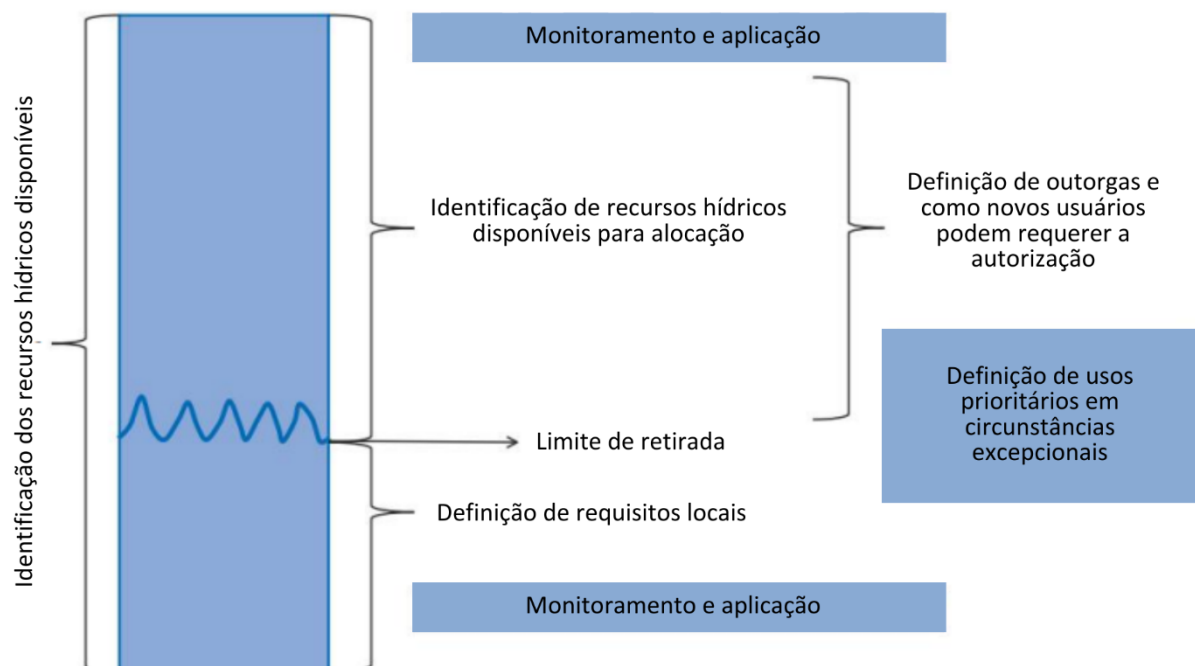 Identificação dos recursos hídricos disponíveis
Monitoramento e aplicação
Identificação de recursos hídricos
disponíveis para alocação
Definição de outorgas e
como novos usuários
podem requerer a
autorização
Definição de usos
prioritários em
circunstâncias
excepcionais
Limite de retirada
Definição de requisitos locais
Monitoramento e aplicação